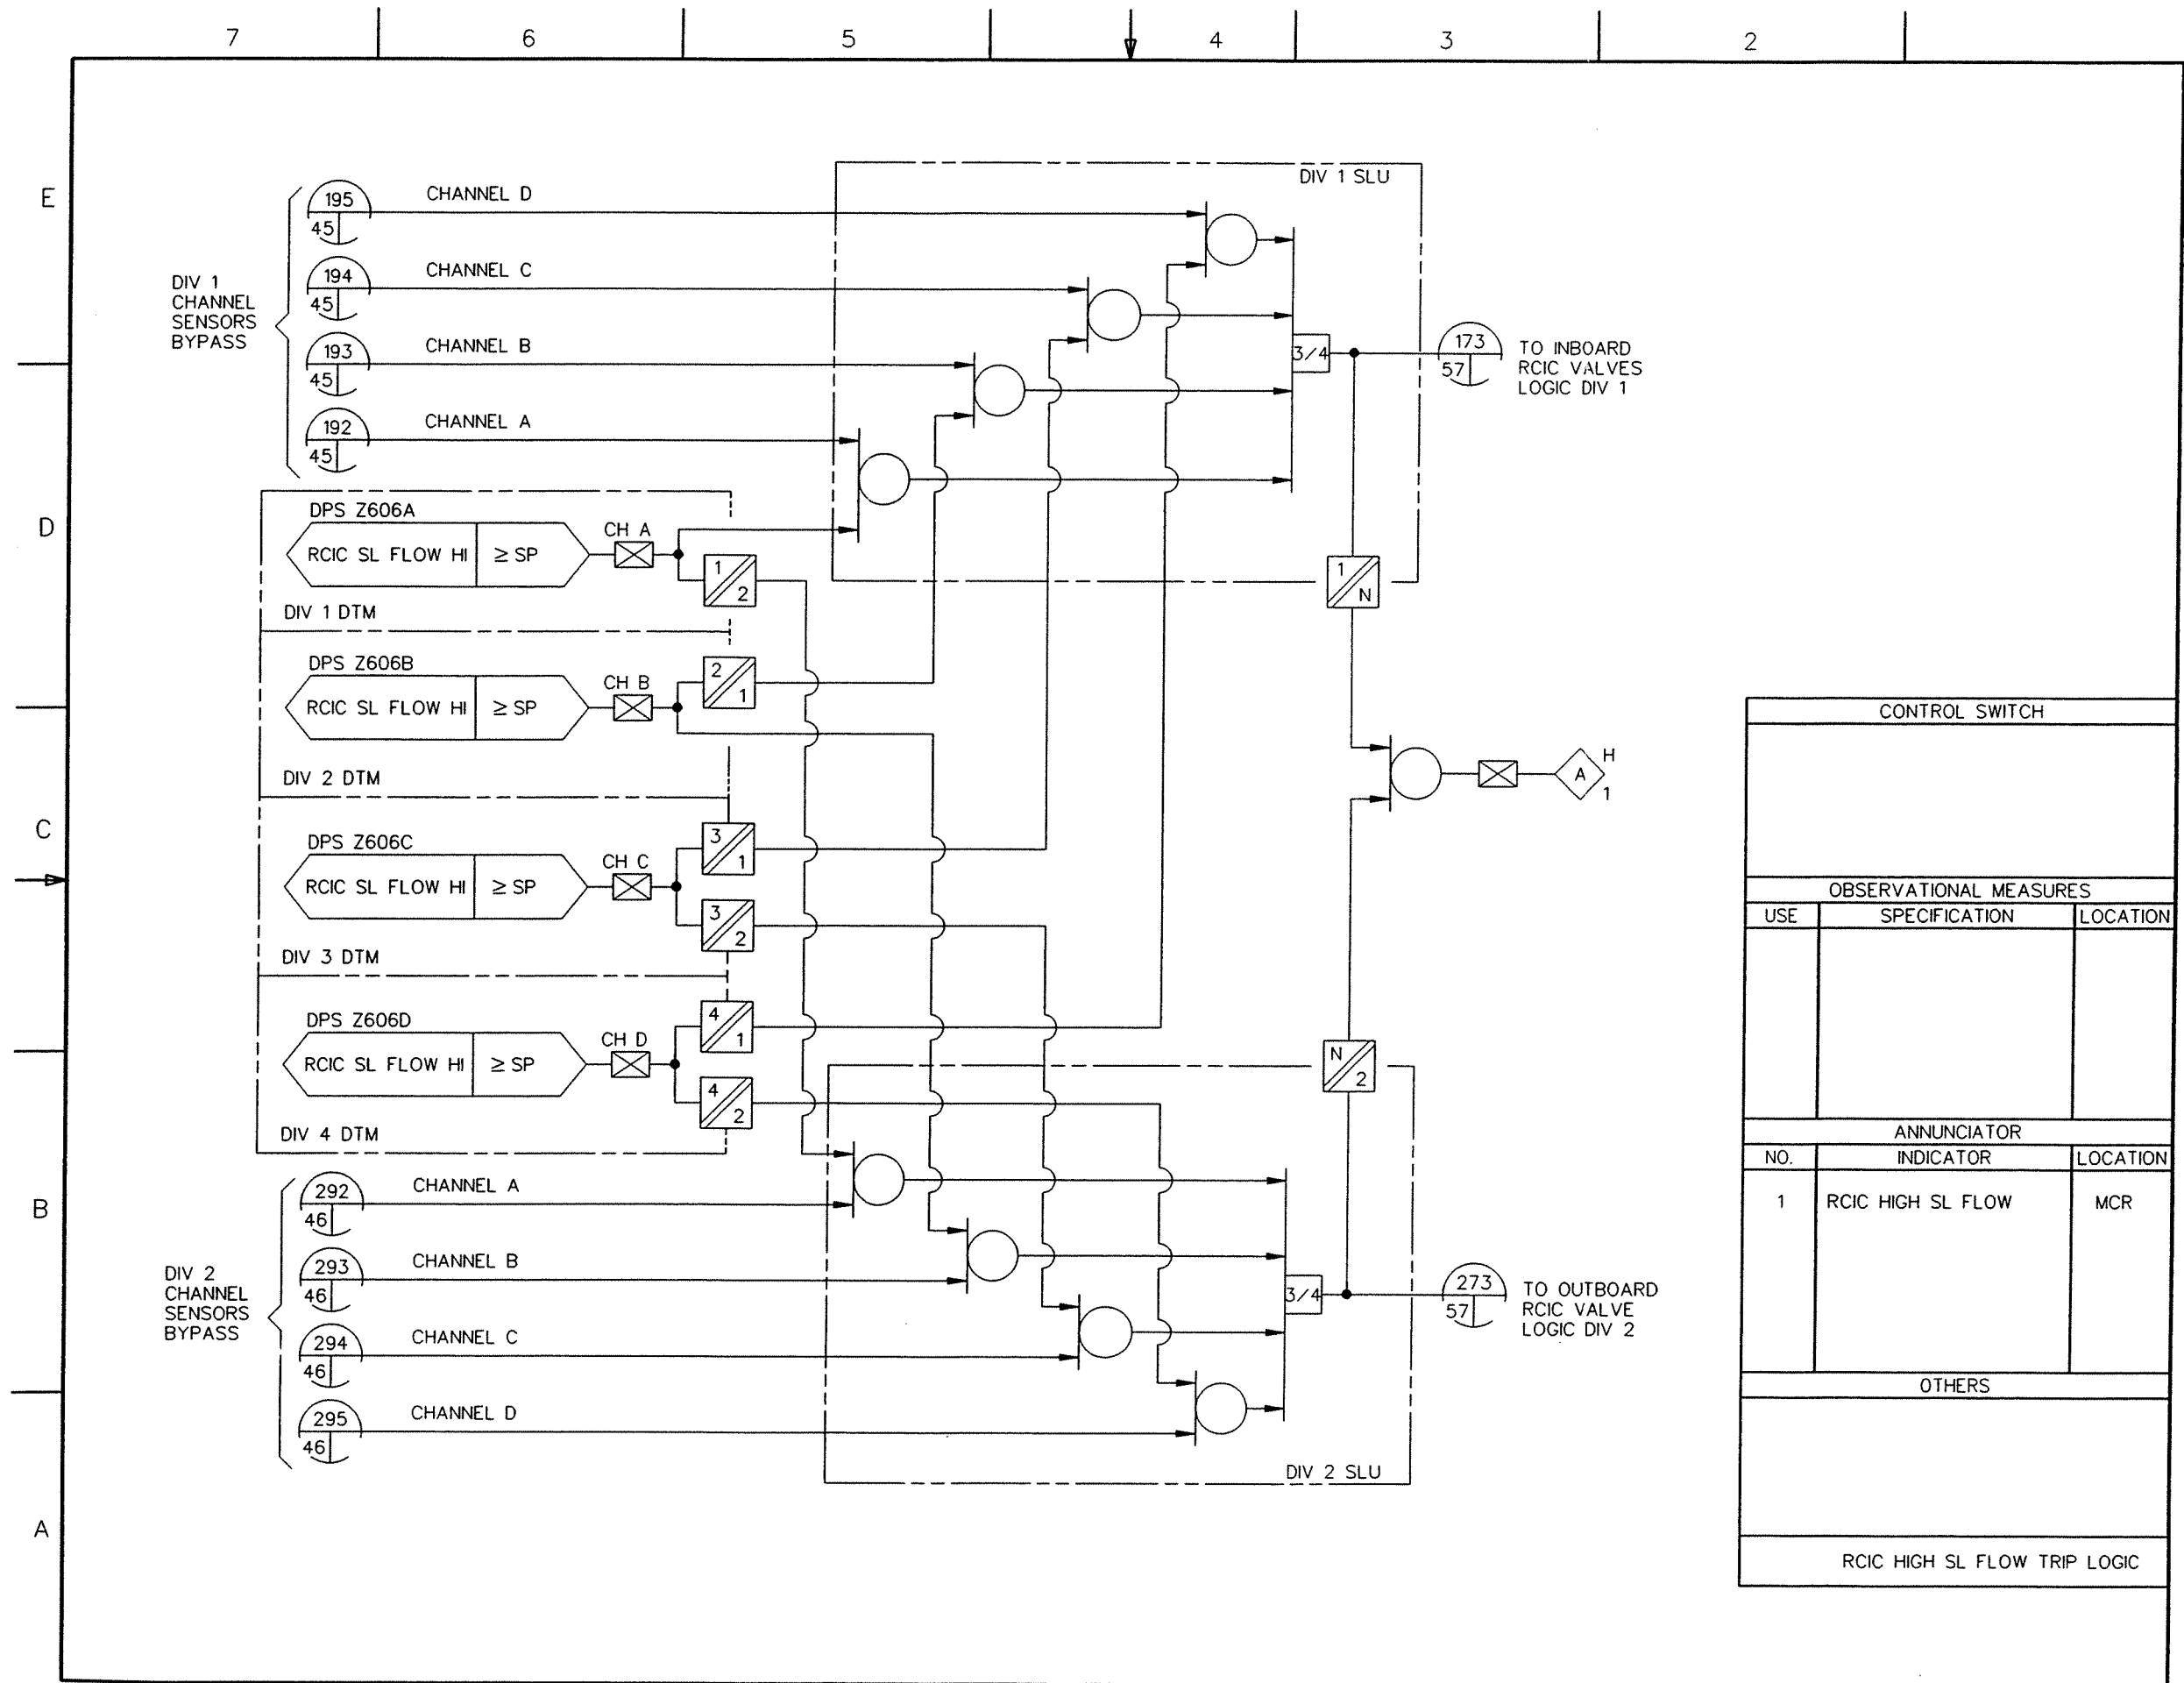 7 6 5 4 3 2
E
D
C
B
A
DIV 1
CHANNEL
SENSORS
BYPASS
195
45
CHANNEL D
194
45
CHANNEL C
193
45
CHANNEL B
192
45
CHANNEL A
DIV 1 SLU
3/4
173
57
TO INBOARD
RCIC VALVES
LOGIC DIV 1
1
N
DPS Z606A
RCIC SL FLOW HI ≥ SP
CH A
1
2
DIV 1 DTM
DPS Z606B
RCIC SL FLOW HI ≥ SP
CH B
2
1
DIV 2 DTM
DPS Z606C
RCIC SL FLOW HI ≥ SP
CH C
3
1
3
2
DIV 3 DTM
DPS Z606D
RCIC SL FLOW HI ≥ SP
CH D
4
1
4
2
DIV 4 DTM
A
H
1
N
2
DIV 2
CHANNEL
SENSORS
BYPASS
292
46
CHANNEL A
293
46
CHANNEL B
294
46
CHANNEL C
295
46
CHANNEL D
3/4
273
57
TO OUTBOARD
RCIC VALVE
LOGIC DIV 2
DIV 2 SLU
CONTROL SWITCH
OBSERVATIONAL MEASURES
USE SPECIFICATION LOCATION
ANNUNCIATOR
NO. INDICATOR LOCATION
1 RCIC HIGH SL FLOW MCR
OTHERS
RCIC HIGH SL FLOW TRIP LOGIC